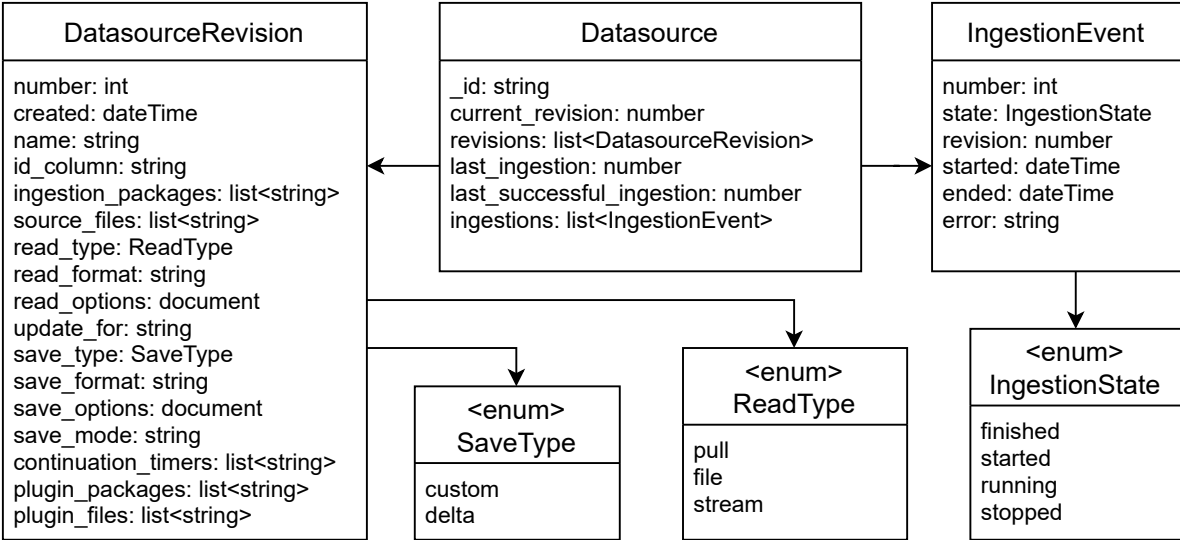 DatasourceRevision
number: int
created: dateTime
name: string
id_column: string
ingestion_packages: list<string>
source_files: list<string>
read_type: ReadType
read_format: string
read_options: document
update_for: string
save_type: SaveType
save_format: string
save_options: document
save_mode: string
continuation_timers: list<string>
plugin_packages: list<string>
plugin_files: list<string>
Datasource
_id: string
current_revision: number
revisions: list<DatasourceRevision>
last_ingestion: number
last_successful_ingestion: number
ingestions: list<IngestionEvent>
IngestionEvent
number: int
state: IngestionState
revision: number
started: dateTime
ended: dateTime
error: string
<enum>
SaveType
custom
delta
<enum>
ReadType
pull
file
stream
<enum>
IngestionState
finished
started
running
stopped